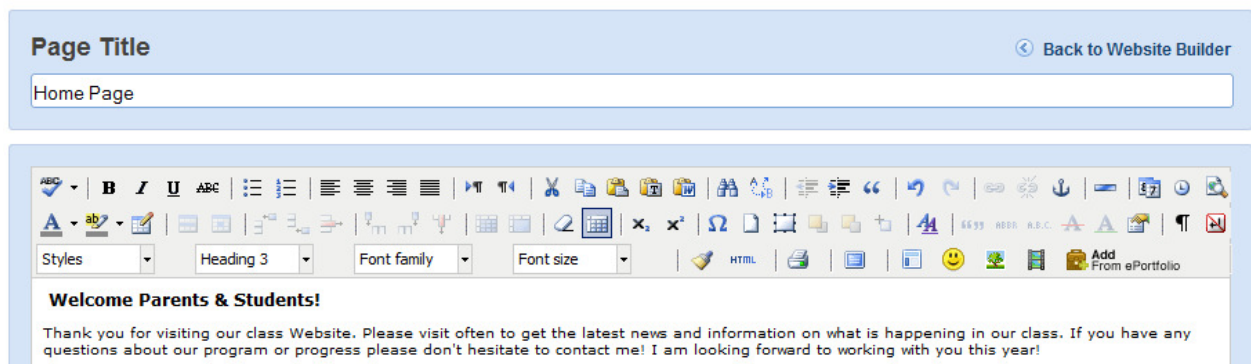 Page Title
Back to Website Builder
Home Page
ABC B I U ABC
A ab A.B.C. A A
Styles Heading 3 Font family Font size HTML Add
From ePortfolio
Welcome Parents & Students!
Thank you for visiting our class Website. Please visit often to get the latest news and information on what is happening in our class. If you have any
questions about our program or progress please don't hesitate to contact me! I am looking forward to working with you this year!